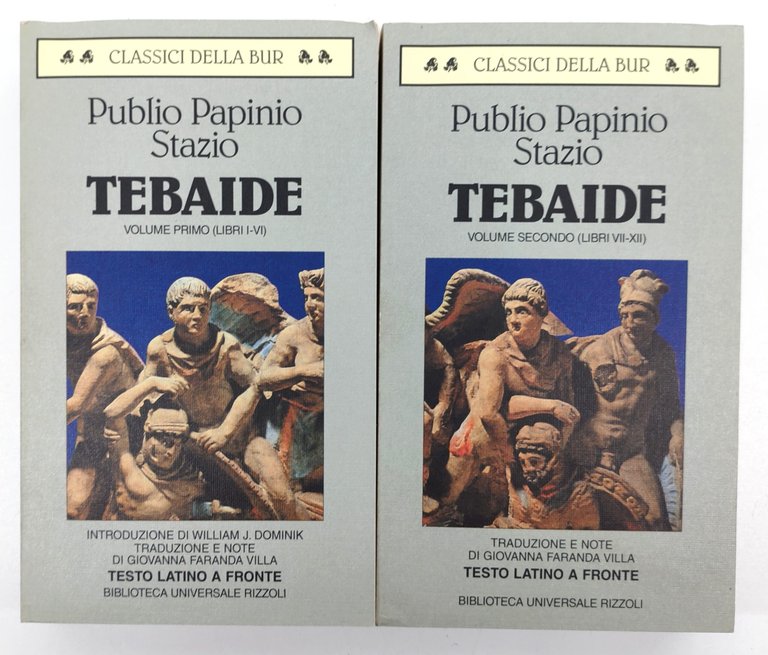 CLASSICI DELLA BUR
Publio Papinio
Stazio
TEBAIDE
VOLUME PRIMO (LIBRI I-VI)
INTRODUZIONE DI WILLIAM J. DOMINIK
TRADUZIONE E NOTE
DI GIOVANNA FARANDA VILLA
TESTO LATINO A FRONTE
BIBLIOTECA UNIVERSALE RIZZOLI
CLASSICI DELLA BUR
Publio Papinio
Stazio
TEBAIDE
VOLUME SECONDO (LIBRI VII-XII)
TRADUZIONE E NOTE
DI GIOVANNA FARANDA VILLA
TESTO LATINO A FRONTE
BIBLIOTECA UNIVERSALE RIZZOLI